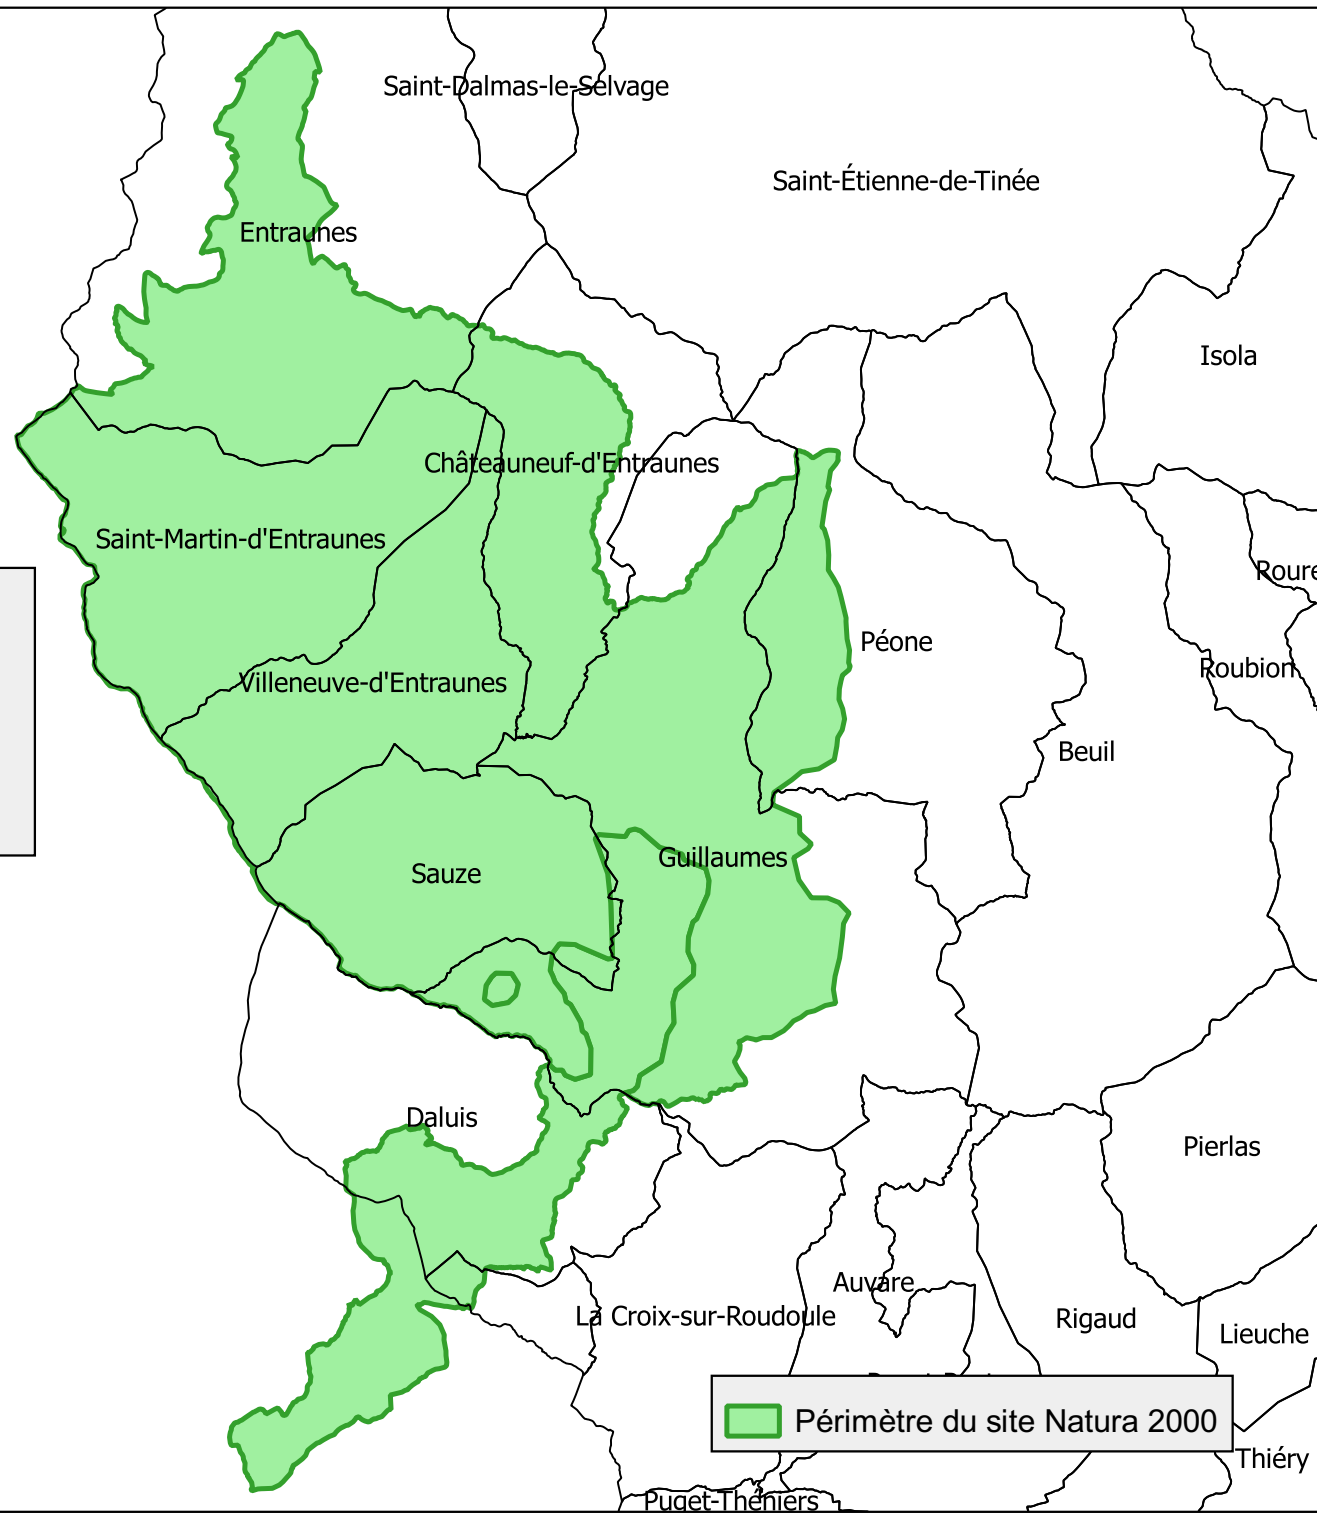 Saint-Dalmas-le-Selvage
Saint-Étienne-de-Tinée
Entraunes
Isola
Châteauneuf-d'Entraunes
Saint-Martin-d'Entraunes
Péone
Roubion
Villeneuve-d'Entraunes
Beuil
Guillaumes
Sauze
Daluis
Pierlas
Auvare
La Croix-sur-Roudoule
Rigaud
Lieuche
Périmètre du site Natura 2000
Thiéry
Puget-Théniers